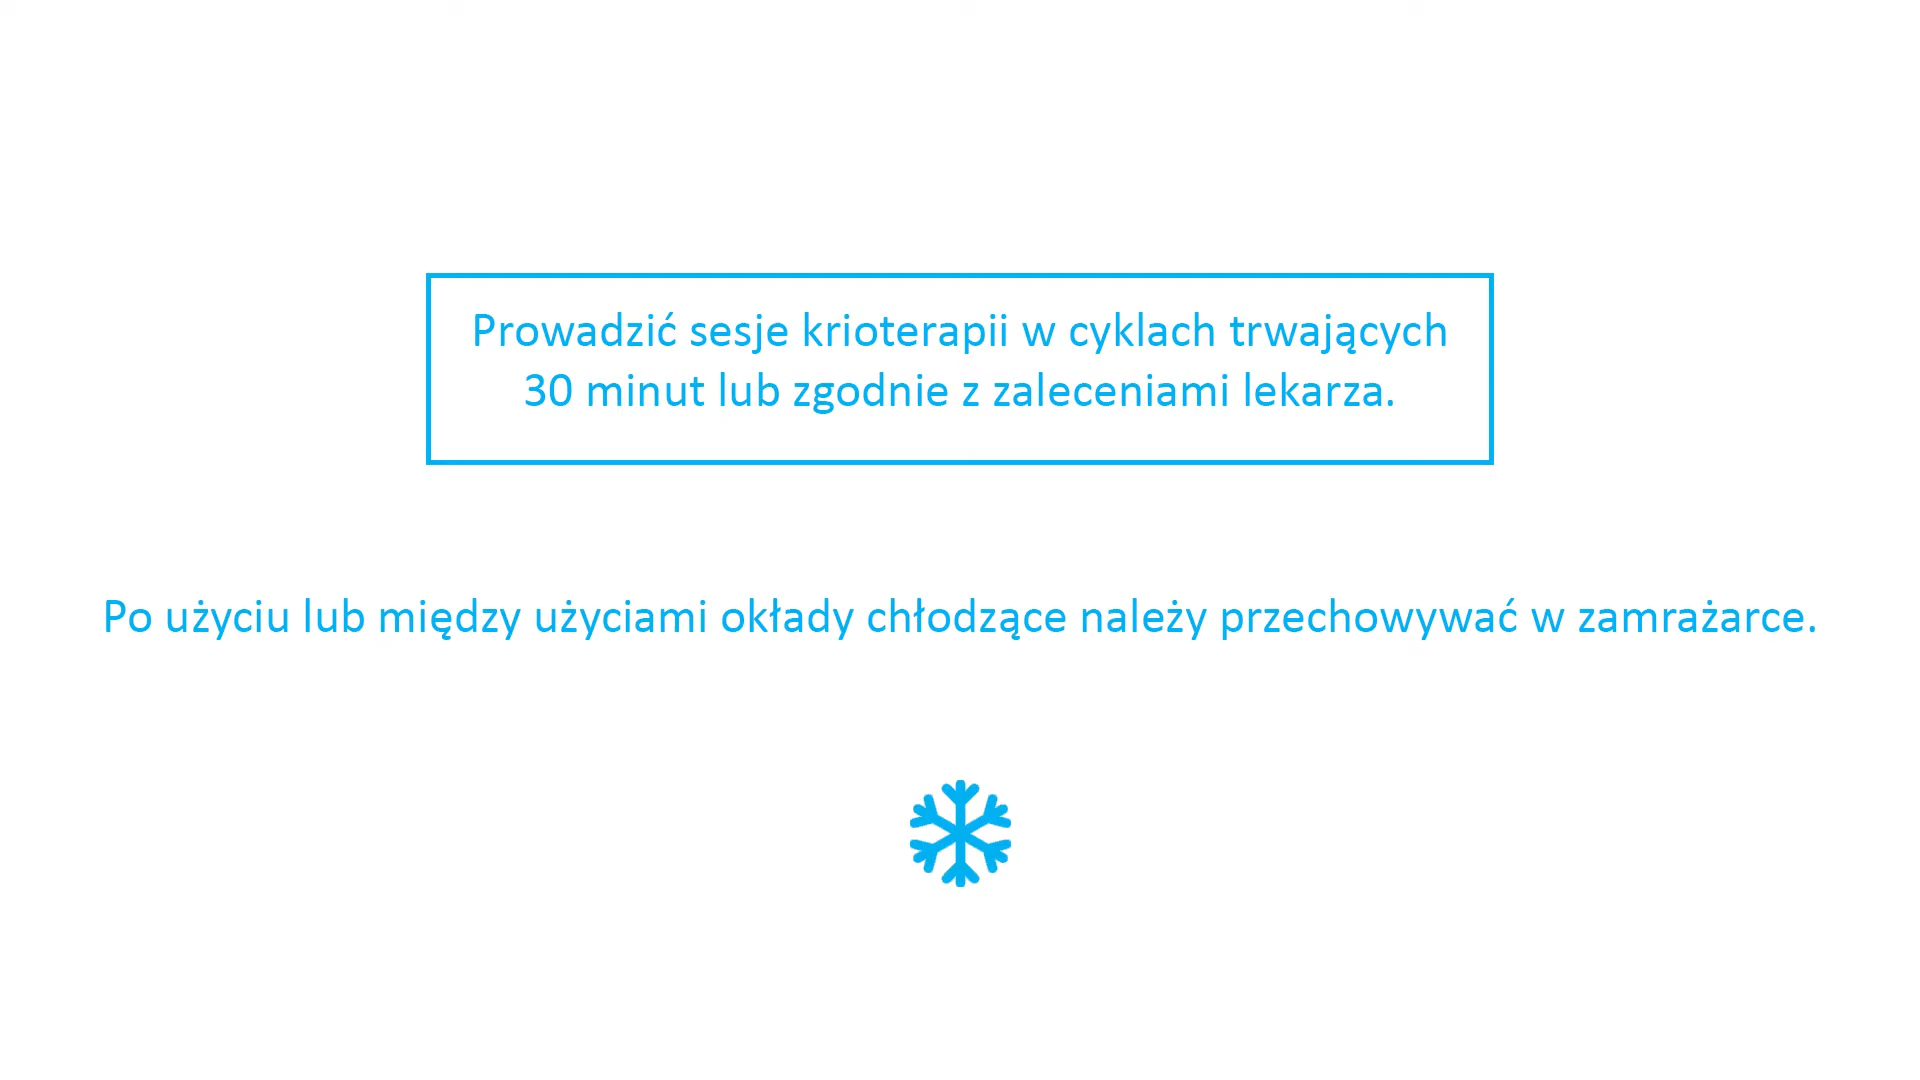 Prowadzić sesje krioterapii w cyklach trwających
30 minut lub zgodnie z zaleceniami lekarza.
Po użyciu lub między użyciami okłady chłodzące należy przechowywać w zamrażarce.